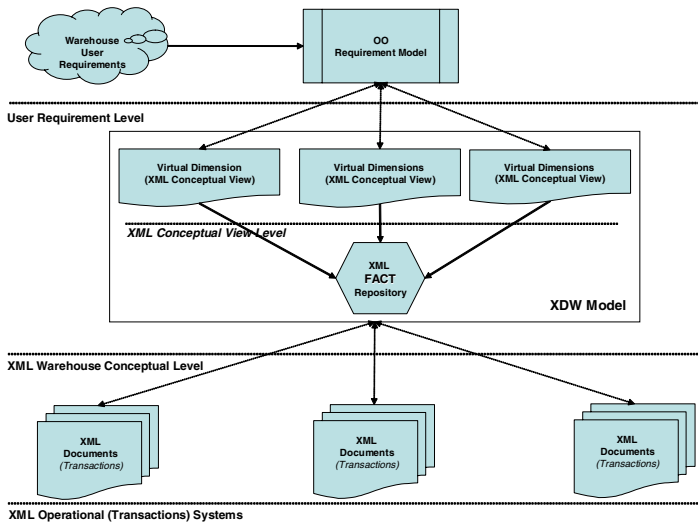 Warehouse
User
Requirements
OO
Requirement Model
User Requirement Level
Virtual Dimension
(XML Conceptual View)
Virtual Dimensions
(XML Conceptual View)
Virtual Dimensions
(XML Conceptual View)
XML Conceptual View Level
XML
FACT
Repository
XDW Model
XML Warehouse Conceptual Level
XML
Documents
(Transactions)
XML
Documents
(Transactions)
XML
Documents
(Transactions)
XML Operational (Transactions) Systems